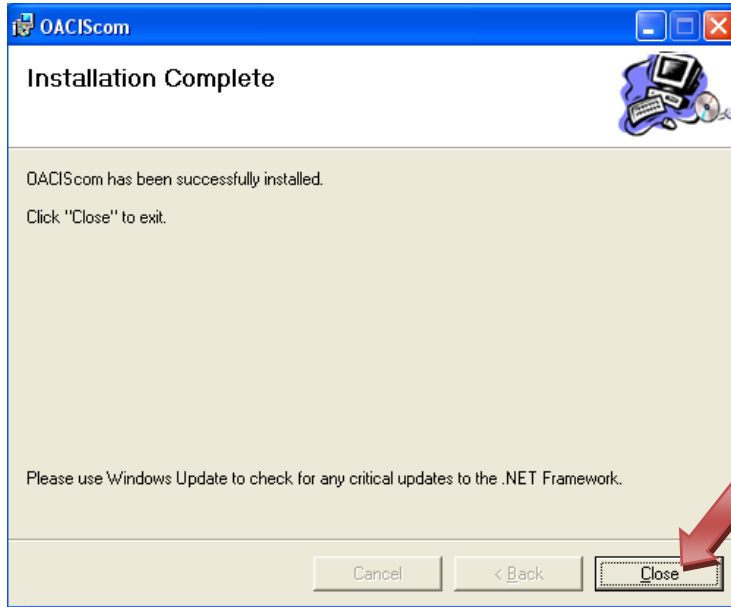 OACIScom
Installation Complete
OACIScom has been successfully installed.
Click "Close" to exit.
Please use Windows Update to check for any critical updates to the .NET Framework.
Cancel
< Back
Close